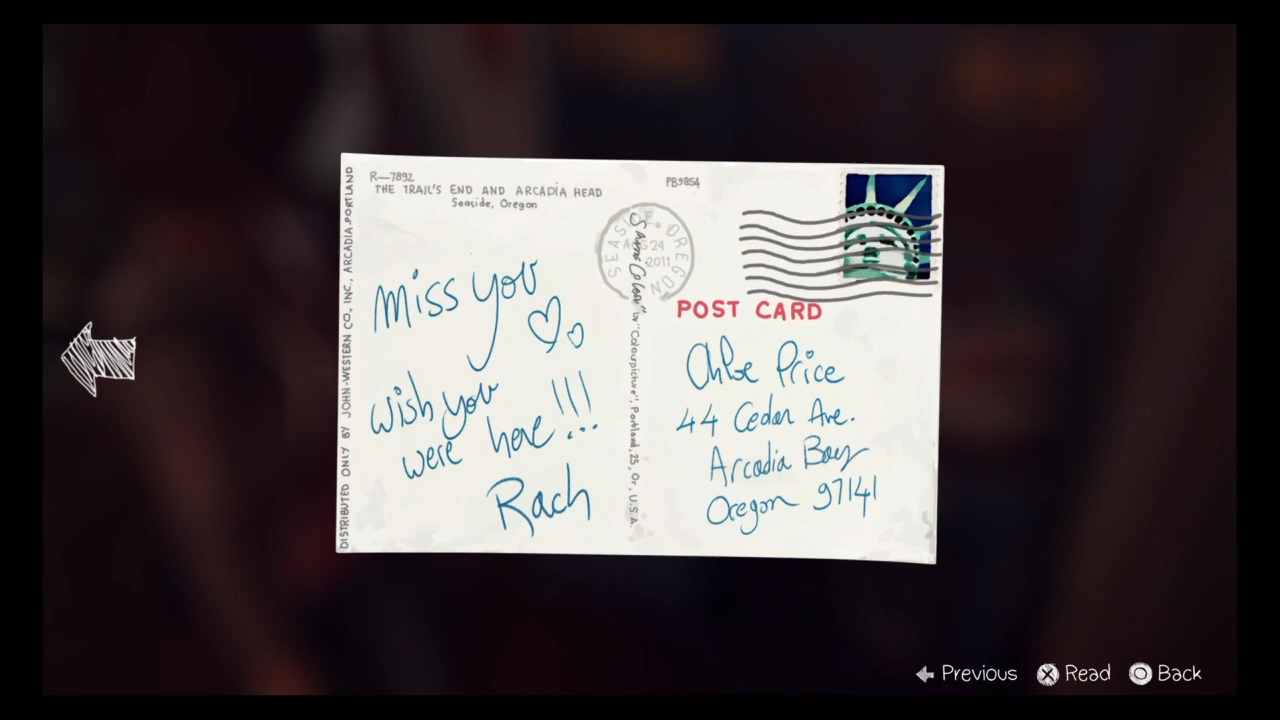 R—7892
THE TRAIL'S END AND ARCADIA HEAD
Seaside, Oregon
PB9854
DISTRIBUTED ONLY BY JOHN-WESTERN CO., INC., ARCADIA-PORTLAND
SEASIDE OREGON
AUG 24
2011
by "Colourpicture", Portland, 25, Or, U.S.A.
POST CARD
Miss you
wish you
were here!!!
Rach
Chloe Price
44 Cedar Ave.
Arcadia Bay
Oregon 97141
Previous
Read
Back